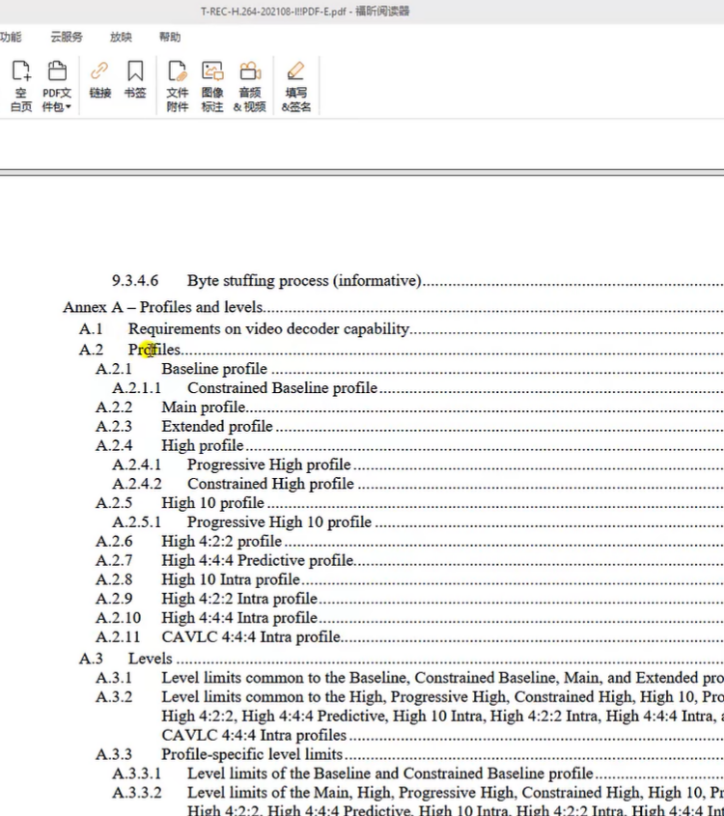 T-REC-H.264-202108-I!!PDF-E.pdf - 福昕阅读器
功能 云服务 放映 帮助
空白页 PDF文件包 链接 书签 文件附件 图像标注 音频&视频 填写&签名
9.3.4.6 Byte stuffing process (informative)
Annex A – Profiles and levels
A.1 Requirements on video decoder capability
A.2 Profiles
A.2.1 Baseline profile
A.2.1.1 Constrained Baseline profile
A.2.2 Main profile
A.2.3 Extended profile
A.2.4 High profile
A.2.4.1 Progressive High profile
A.2.4.2 Constrained High profile
A.2.5 High 10 profile
A.2.5.1 Progressive High 10 profile
A.2.6 High 4:2:2 profile
A.2.7 High 4:4:4 Predictive profile
A.2.8 High 10 Intra profile
A.2.9 High 4:2:2 Intra profile
A.2.10 High 4:4:4 Intra profile
A.2.11 CAVLC 4:4:4 Intra profile
A.3 Levels
A.3.1 Level limits common to the Baseline, Constrained Baseline, Main, and Extended pro
A.3.2 Level limits common to the High, Progressive High, Constrained High, High 10, Pro
High 4:2:2, High 4:4:4 Predictive, High 10 Intra, High 4:2:2 Intra, High 4:4:4 Intra, a
CAVLC 4:4:4 Intra profiles
A.3.3 Profile-specific level limits
A.3.3.1 Level limits of the Baseline and Constrained Baseline profile
A.3.3.2 Level limits of the Main, High, Progressive High, Constrained High, High 10, Pr
High 4:2:2, High 4:4:4 Predictive, High 10 Intra, High 4:2:2 Intra, High 4:4:4 Int